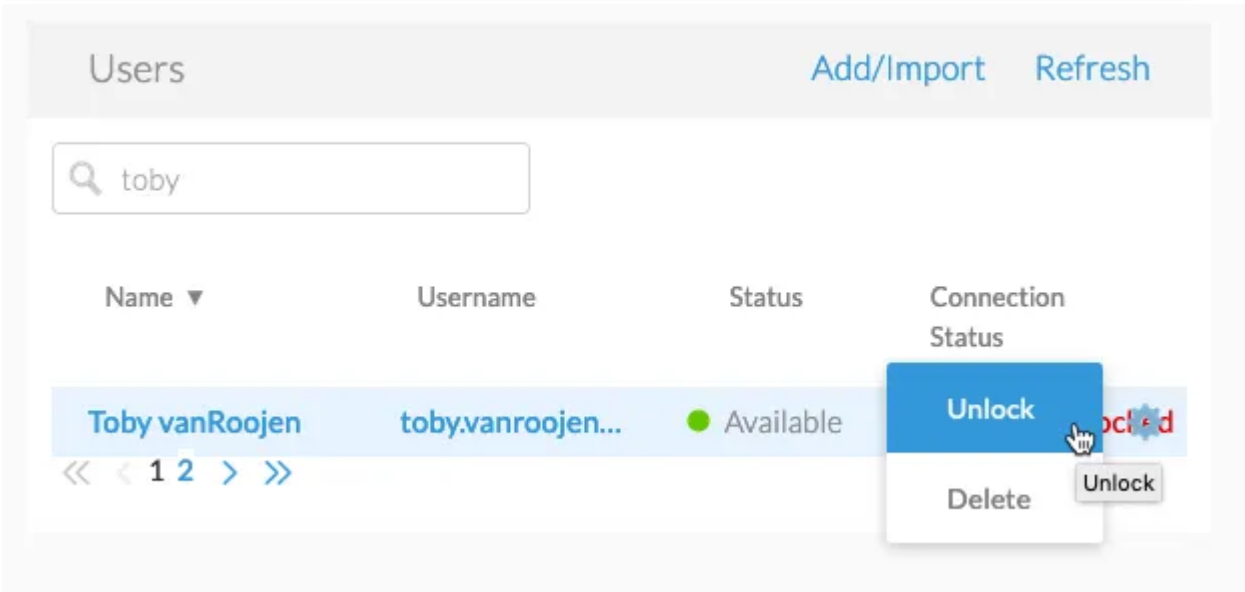 Users Add/Import Refresh
toby
Name ▼ Username Status Connection
Status
Toby vanRoojen toby.vanroojen... Available Unlock
« < 1 2 > »
Delete Unlock